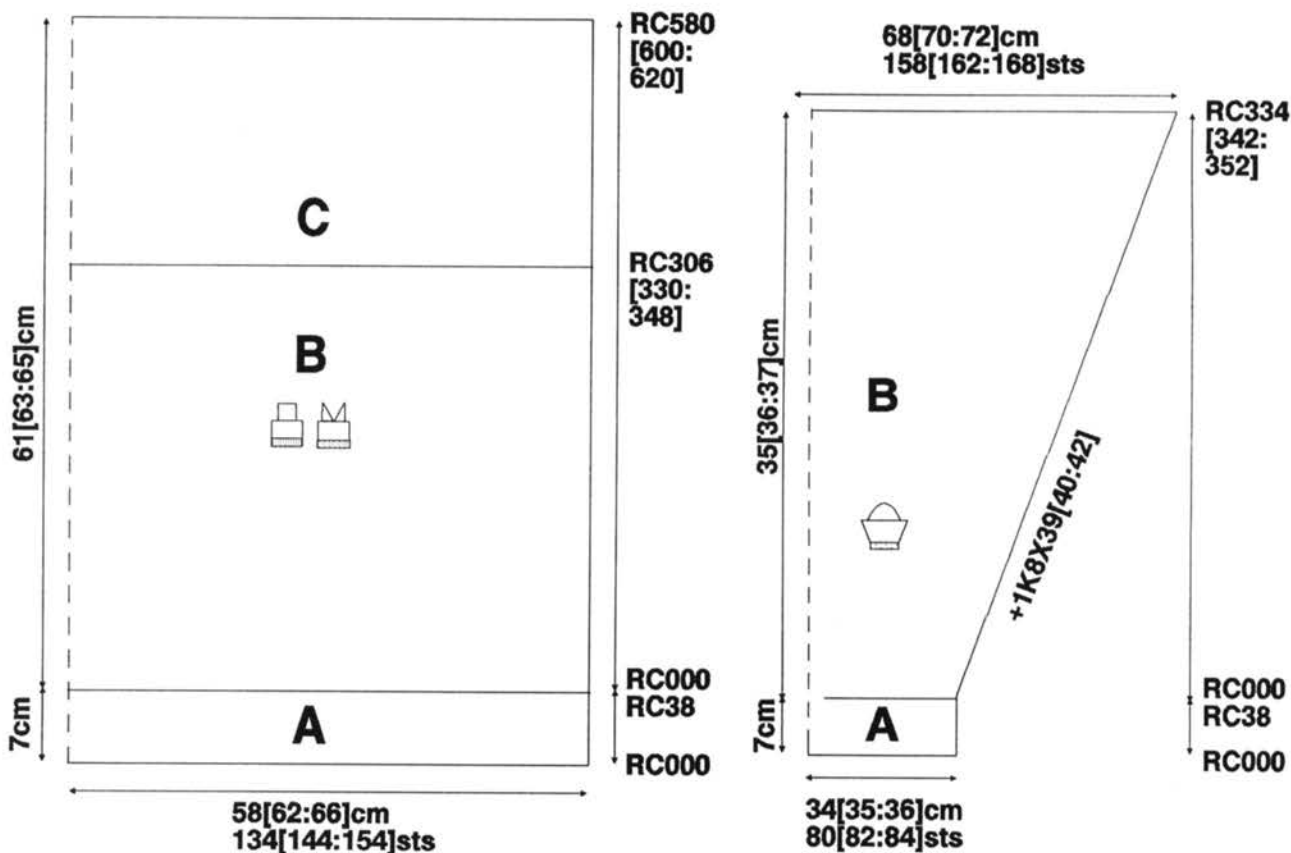 RC580
[600:
620]
C
RC306
[330:
348]
B
61[63:65]cm
RC000
RC38
A
7cm
RC000
58[62:66]cm
134[144:154]sts
68[70:72]cm
158[162:168]sts
RC334
[342:
352]
35[36:37]cm
B
+1K8X39[40:42]
RC000
RC38
A
7cm
RC000
34[35:36]cm
80[82:84]sts